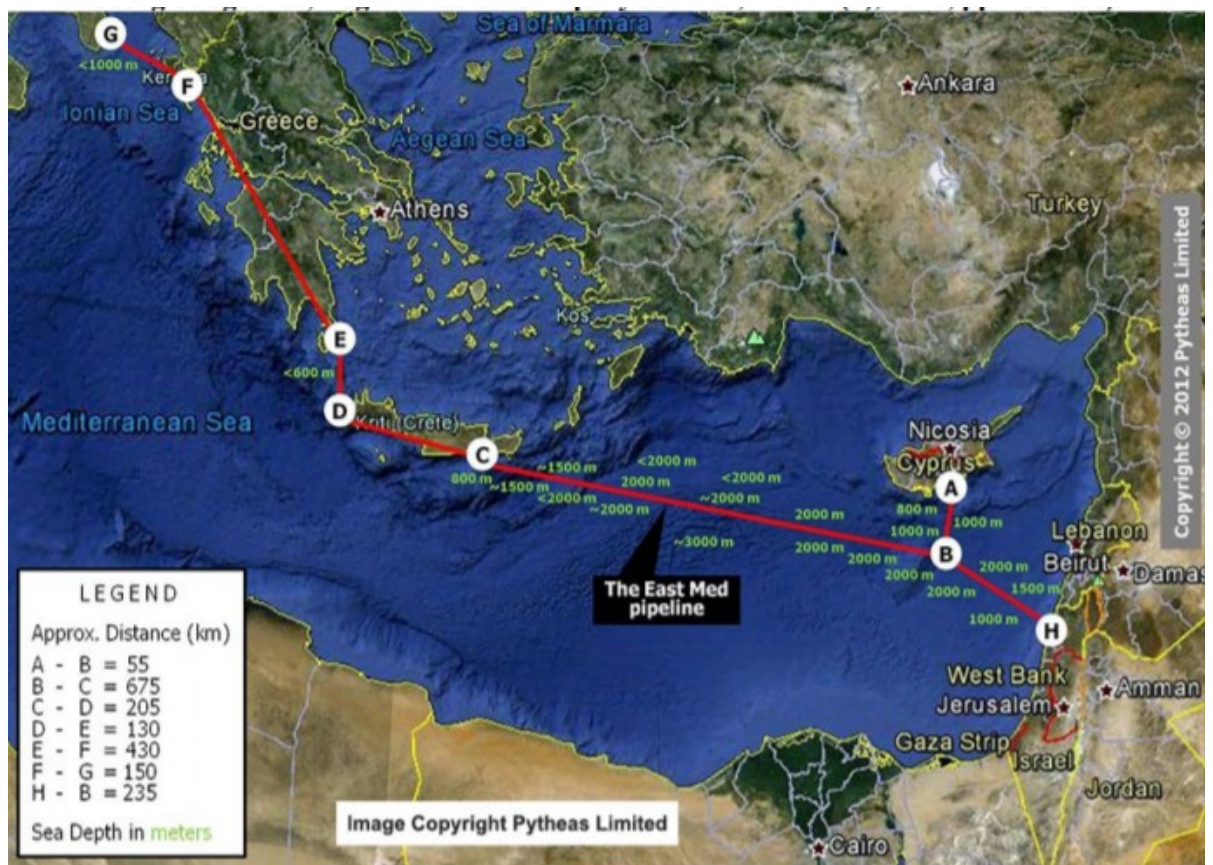 Sea of Marmara
G
<1000 m
F
Ionian Sea
Greece
Aegean Sea
Ankara
Athens
Turkey
Kos
E
<600 m
D
Kriti (Crete)
Mediterranean Sea
C
800 m
~1500 m
~1500 m
<2000 m
2000 m
<2000 m
<2000 m
~2000 m
~2000 m
~3000 m
2000 m
2000 m
2000 m
2000 m
Nicosia
Cyprus
A
800 m
1000 m
1000 m
B
2000 m
2000 m
1500 m
1000 m
H
Lebanon
Beirut
Damas
The East Med
pipeline
West Bank
Jerusalem
Amman
Gaza Strip
Israel
Jordan
Cairo
Copyright © 2012 Pytheas Limited
LEGEND
Approx. Distance (km)
A - B = 55
B - C = 675
C - D = 205
D - E = 130
E - F = 430
F - G = 150
H - B = 235
Sea Depth in meters
Image Copyright Pytheas Limited